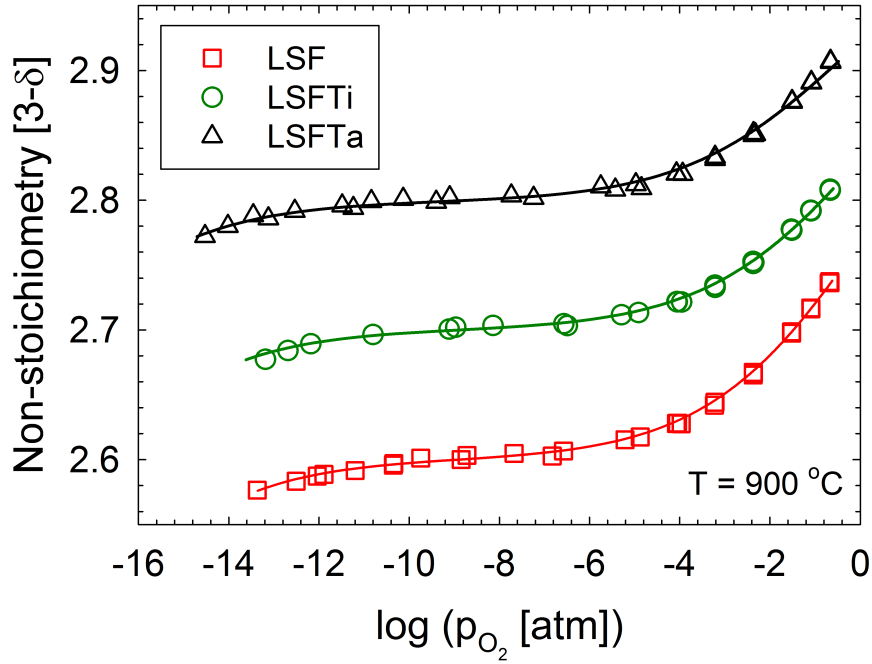 Non-stoichiometry [3-δ]
2.9
2.8
2.7
2.6
LSF
LSFTi
LSFTa
T = 900 °C
-16 -14 -12 -10 -8 -6 -4 -2 0
log (pO₂ [atm])